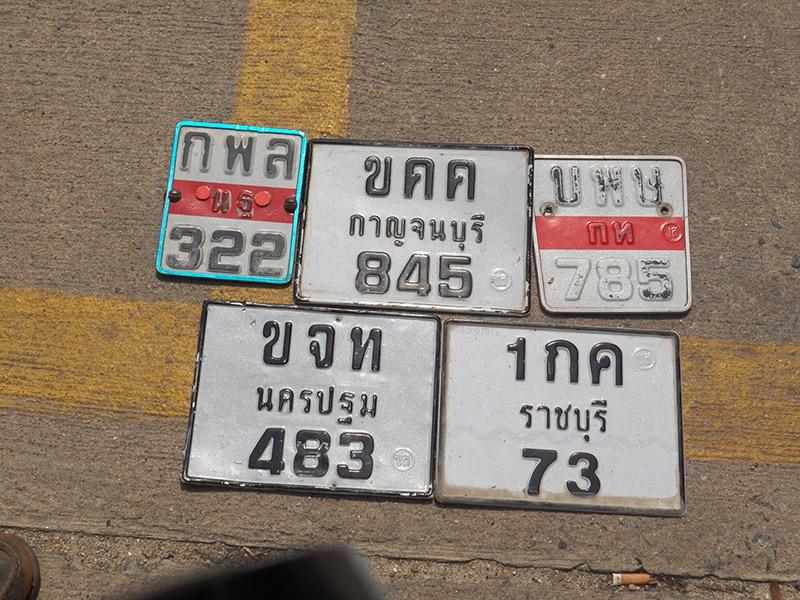 กพล
นฐ
322
ขคค
กาญจนบุรี
845
บพษ
กท
785
ขจท
นครปฐม
483
1กค
ราชบุรี
73